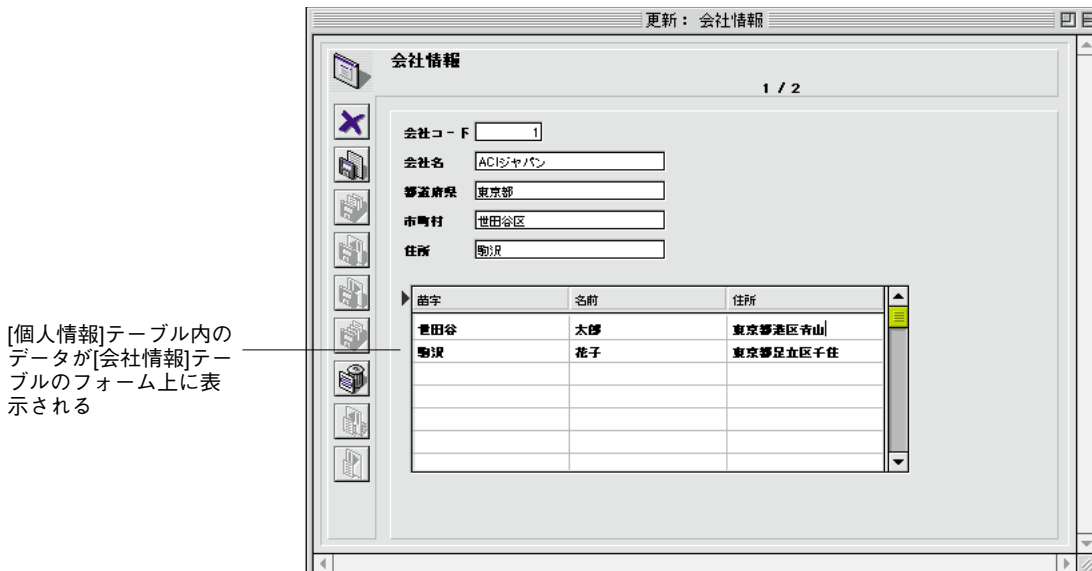 更新： 会社情報
会社情報
1 / 2
会社コード 1
会社名 ACIジャパン
都道府県 東京都
市町村 世田谷区
住所 駒沢
苗字 名前 住所
世田谷 太郎 東京都港区青山
駒沢 花子 東京都足立区千住
[個人情報]テーブル内の
データが[会社情報]テー
ブルのフォーム上に表
示される